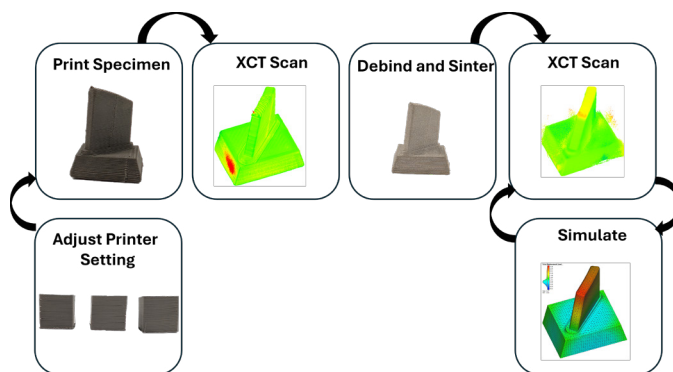 Print Specimen
XCT Scan
Debind and Sinter
XCT Scan
Adjust Printer
Setting
Simulate